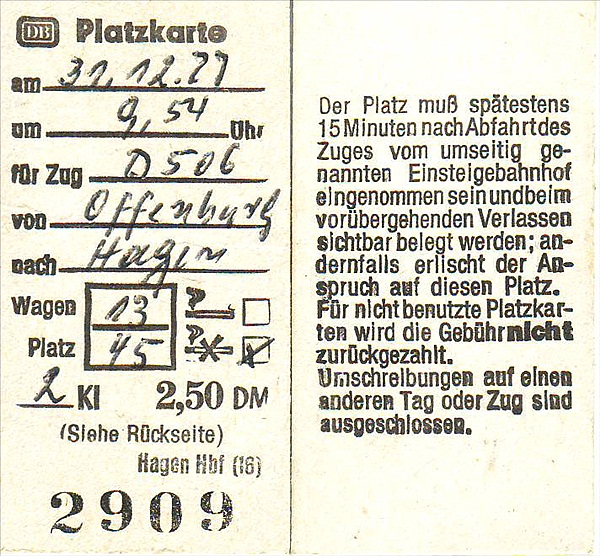 DB Platzkarte
am 31.12.77
um 9,54 Uhr
für Zug D 506
von Offenburg
nach Hagen
Wagen 13
Platz 45
2 Kl 2,50 DM
(Siehe Rückseite)
Hagen Hbf (16)
2909
Der Platz muß spätestens
15 Minuten nach Abfahrt des
Zuges vom umseitig ge-
nannten Einsteigebahnhof
eingenommen sein und beim
vorübergehenden Verlassen
sichtbar belegt werden; an-
dernfalls erlischt der An-
spruch auf diesen Platz.
Für nicht benutzte Platzkar-
ten wird die Gebühr nicht
zurückgezahlt.
Umschreibungen auf einen
anderen Tag oder Zug sind
ausgeschlossen.